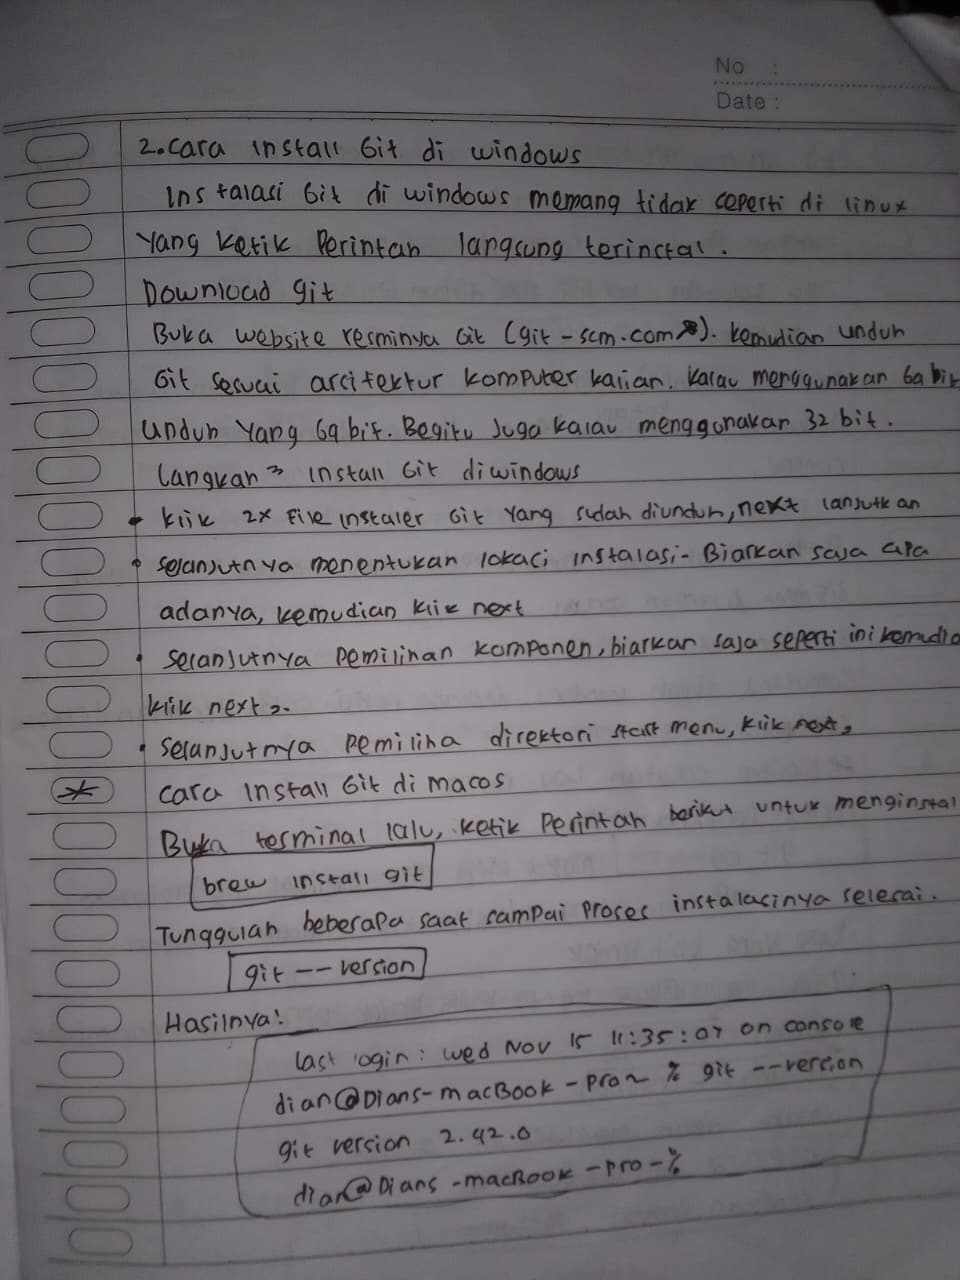 No :
Date :
2. Cara install Git di windows
Instalasi Git di windows memang tidak ceperti di linux
Yang ketik Perintah langsung terinstal.
Download git
Buka website resminya Git (git-scm.com). kemudian unduh
Git sesuai arcitektur komputer kalian. Kalau menggunakan 64 bit
Unduh Yang 64 bit. Begitu Juga kalau menggunakan 32 bit.
Langkah² install Git diwindows
• klik 2x File instaler Git Yang sudah diunduh, next lanjutkan
• selanjutnya menentukan lokaci instalasi- Biarkan saja apa
adanya, kemudian klik next
• selanjutnya pemilihan komponen, biarkan saja seperti ini kemudia
klik next.
• selanjutnya pemiliha direktori start menu, klik next,
* cara install Git di macos
Buka terminal lalu, ketik Perintah berikut untuk menginstal
brew install git
Tunggulah beberapa saat sampai proses instalasinya selesai.
git --version
Hasilnya:
last login: wed Nov 15 11:35:07 on console
dian@Dians-macBook-pro~ % git --version
git version 2.42.0
dian@Dians-macBook-pro-%